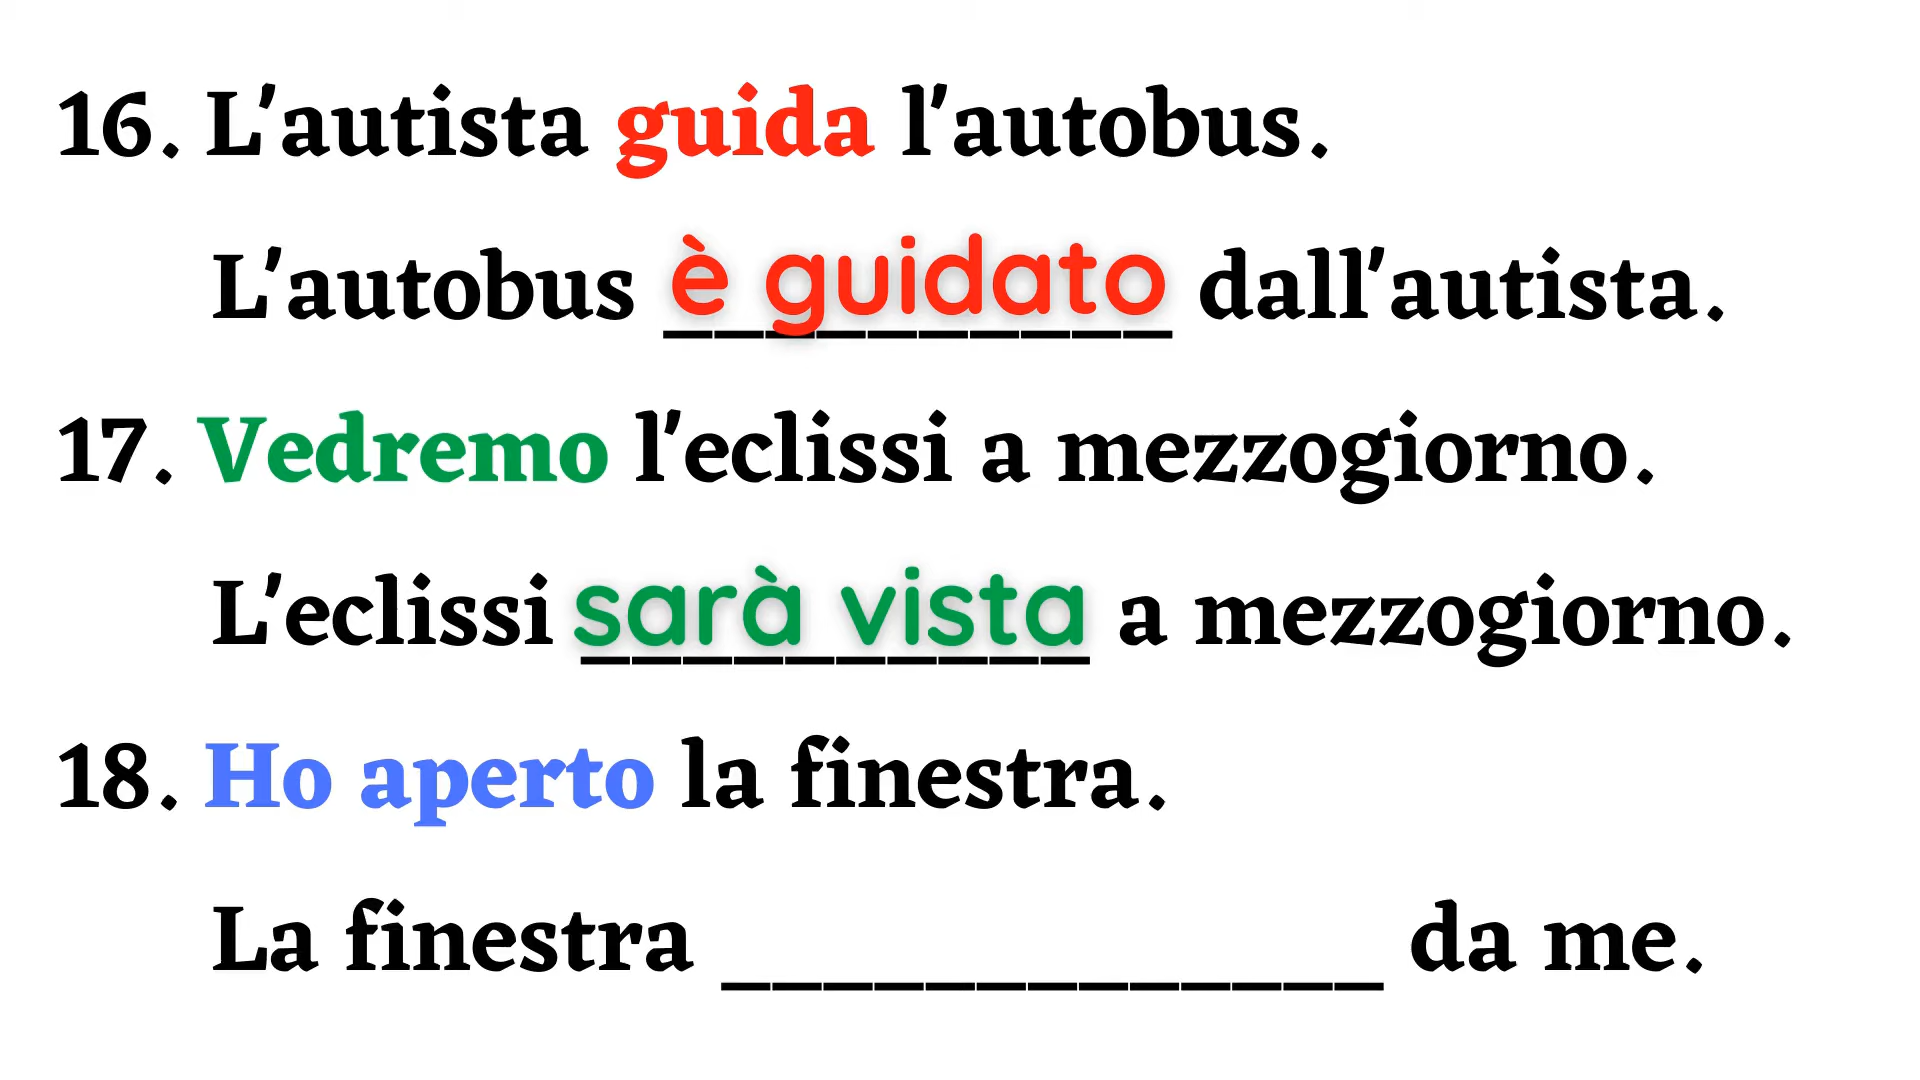 16. L'autista guida l'autobus.
L'autobus è guidato dall'autista.
17. Vedremo l'eclissi a mezzogiorno.
L'eclissi sarà vista a mezzogiorno.
18. Ho aperto la finestra.
La finestra _____________ da me.